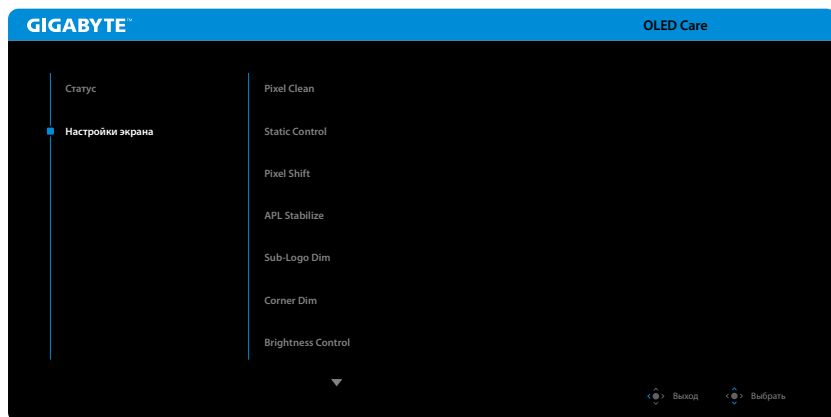 GIGABYTE™
OLED Care
Статус
Настройки экрана
Pixel Clean
Static Control
Pixel Shift
APL Stabilize
Sub-Logo Dim
Corner Dim
Brightness Control
Выход
Выбрать